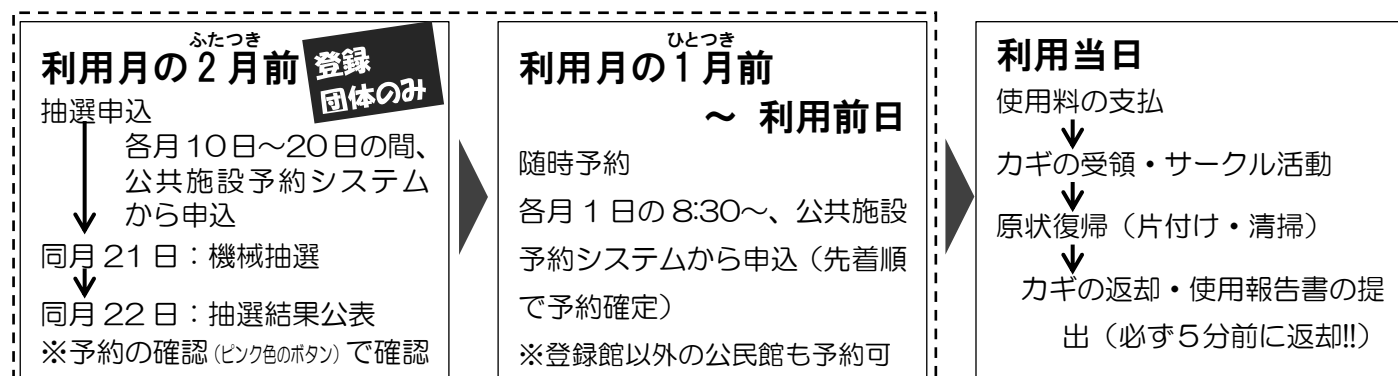 ふたつき
利用月の2月前
登録
団体のみ
抽選申込
各月10日～20日の間、
公共施設予約システム
から申込
同月21日：機械抽選
同月22日：抽選結果公表
※予約の確認(ピンク色のボタン)で確認
ひとつき
利用月の1月前
～ 利用前日
随時予約
各月1日の8:30～、公共施設
予約システムから申込（先着順
で予約確定）
※登録館以外の公民館も予約可
利用当日
使用料の支払
カギの受領・サークル活動
原状復帰（片付け・清掃）
カギの返却・使用報告書の提
出（必ず5分前に返却!!）